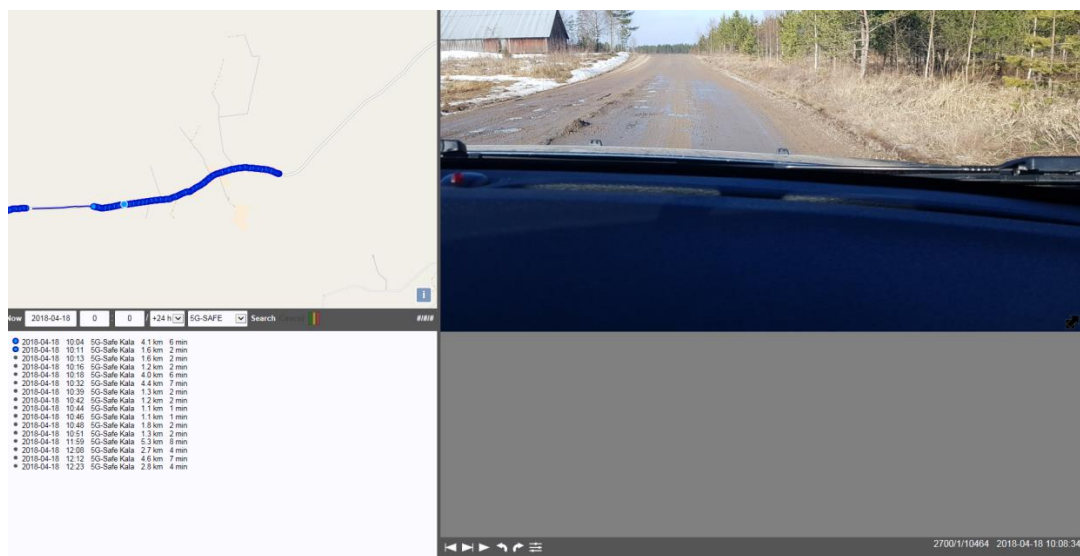 Now 2018-04-18 0 : 0 / +24 h 5G-SAFE Search Cancel #/#/#
2018-04-18 10:04 5G-Safe Kala 4.1 km 6 min
2018-04-18 10:11 5G-Safe Kala 1.6 km 2 min
2018-04-18 10:13 5G-Safe Kala 1.6 km 2 min
2018-04-18 10:16 5G-Safe Kala 1.2 km 2 min
2018-04-18 10:18 5G-Safe Kala 4.0 km 6 min
2018-04-18 10:32 5G-Safe Kala 4.4 km 7 min
2018-04-18 10:39 5G-Safe Kala 1.3 km 2 min
2018-04-18 10:42 5G-Safe Kala 1.2 km 2 min
2018-04-18 10:44 5G-Safe Kala 1.1 km 1 min
2018-04-18 10:46 5G-Safe Kala 1.1 km 1 min
2018-04-18 10:48 5G-Safe Kala 1.8 km 2 min
2018-04-18 10:51 5G-Safe Kala 1.3 km 2 min
2018-04-18 11:59 5G-Safe Kala 5.3 km 8 min
2018-04-18 12:08 5G-Safe Kala 2.7 km 4 min
2018-04-18 12:12 5G-Safe Kala 4.6 km 7 min
2018-04-18 12:23 5G-Safe Kala 2.8 km 4 min
2700/1/10464 2018-04-18 10:08:34